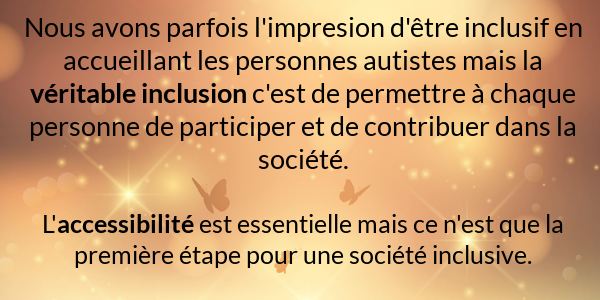 Nous avons parfois l'impresion d'être inclusif en
accueillant les personnes autistes mais la
véritable inclusion c'est de permettre à chaque
personne de participer et de contribuer dans la
société.
L'accessibilité est essentielle mais ce n'est que la
première étape pour une société inclusive.